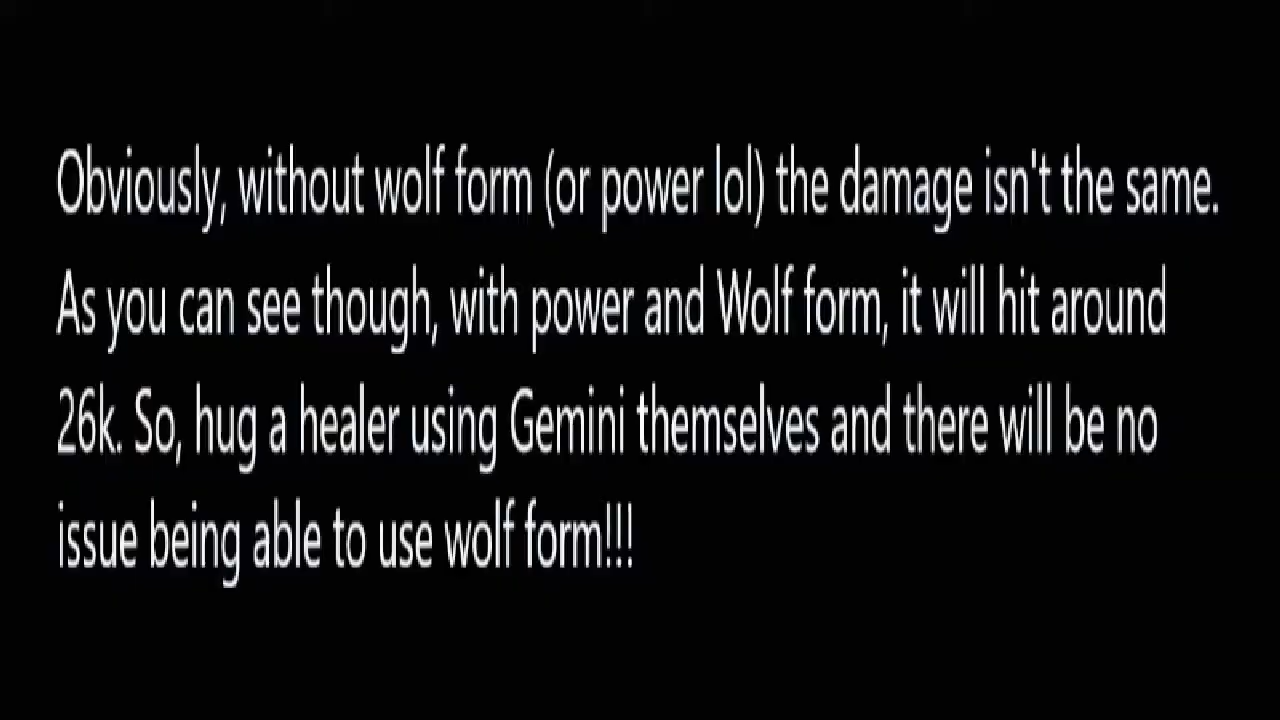 Obviously, without wolf form (or power lol) the damage isn't the same.
As you can see though, with power and Wolf form, it will hit around
26k. So, hug a healer using Gemini themselves and there will be no
issue being able to use wolf form!!!